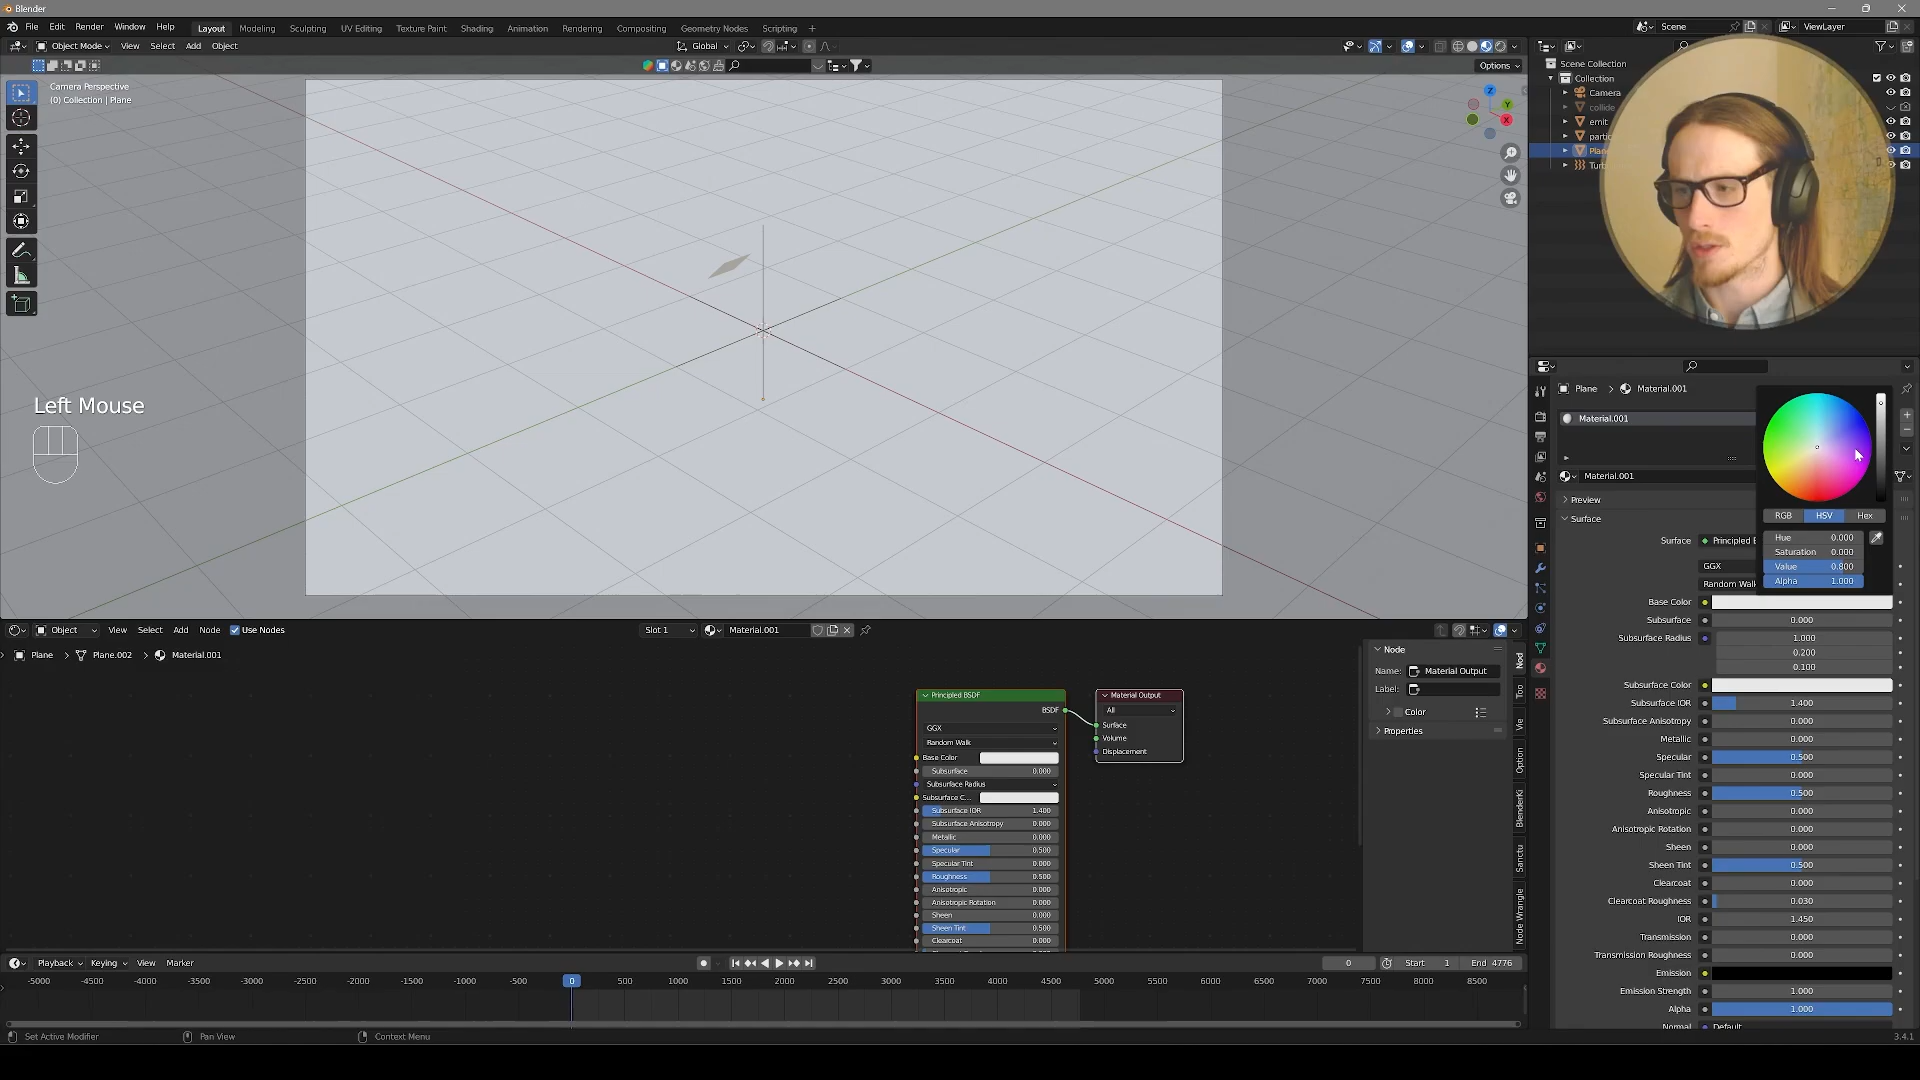 Blender
File Edit Render Window Help Layout Modeling Sculpting UV Editing Texture Paint Shading Animation Rendering Compositing Geometry Nodes Scripting + Scene ViewLayer
Object Mode View Select Add Object Global
Options
Camera Perspective
(0) Collection | Plane
Z
Y
X
Scene Collection
Collection
Camera
collide
emit
Left Mouse
Plane > Material.001
Material.001
Material.001
Preview
Surface
RGB HSV Hex
Hue 0.000
Saturation 0.000
Value 0.800
Alpha 1.000
Surface Principled B
GGX
Random Walk
Base Color
Subsurface 0.000
Subsurface Radius 1.000
0.200
0.100
Subsurface Color
Subsurface IOR 1.400
Subsurface Anisotropy 0.000
Metallic 0.000
Specular 0.500
Specular Tint 0.000
Roughness 0.500
Anisotropic 0.000
Anisotropic Rotation 0.000
Sheen 0.000
Sheen Tint 0.500
Clearcoat 0.000
Clearcoat Roughness 0.030
IOR 1.450
Transmission 0.000
Transmission Roughness 0.000
Emission
Emission Strength 1.000
Alpha 1.000
Normal Default
Object View Select Add Node Use Nodes Slot 1 Material.001
Plane > Plane.002 > Material.001
Principled BSDF
BSDF
GGX
Random Walk
Base Color
Subsurface 0.000
Subsurface Radius
Subsurface C...
Subsurface IOR 1.400
Subsurface Anisotropy 0.000
Metallic 0.000
Specular 0.500
Specular Tint 0.000
Roughness 0.500
Anisotropic 0.000
Anisotropic Rotation 0.000
Sheen 0.000
Sheen Tint 0.500
Clearcoat 0.000
Material Output
All
Surface
Volume
Displacement
Node
Name: Material Output
Label:
Color
Properties
Nod
Too
Vie
Option
BlenderKi
Sanctu
Node Wrangle
Playback Keying View Marker 0 Start 1 End 4776
-5000 -4500 -4000 -3500 -3000 -2500 -2000 -1500 -1000 -500 0 500 1000 1500 2000 2500 3000 3500 4000 4500 5000 5500 6000 6500 7000 7500 8000 8500
Set Active Modifier Pan View Context Menu 3.4.1